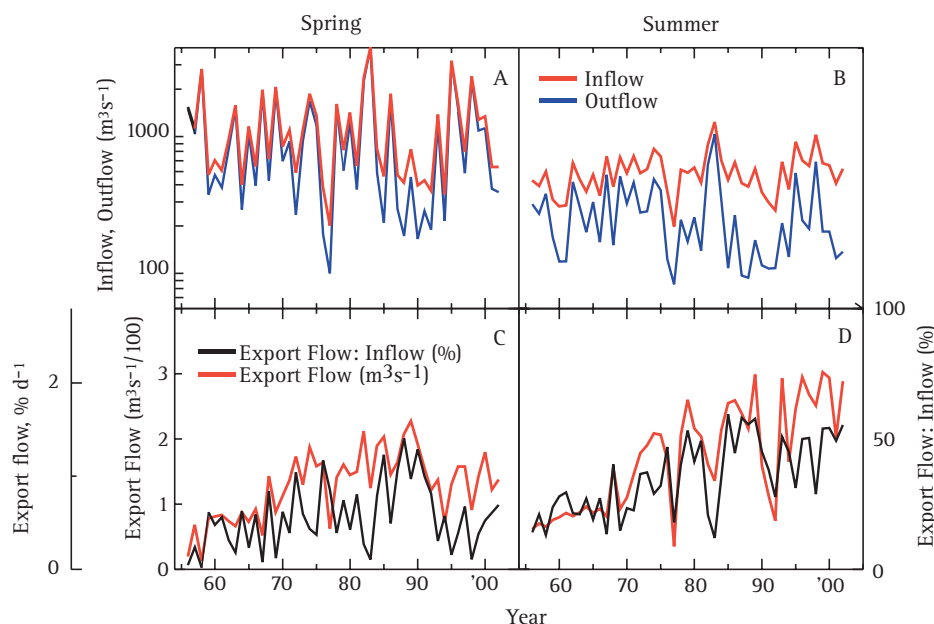 Spring
Summer
A
B
Inflow
Outflow
Inflow, Outflow (m³s⁻¹)
1000
100
C
D
Export Flow: Inflow (%)
Export Flow (m³s⁻¹)
Export flow, % d⁻¹
2
0
Export Flow (m³s⁻¹/100)
3
2
1
0
100
50
0
Export Flow: Inflow (%)
60
70
80
90
'00
60
70
80
90
'00
Year